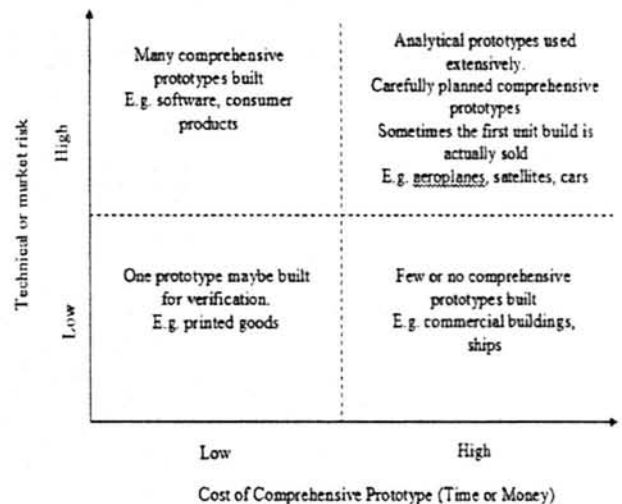 Many comprehensive
prototypes built
E.g. software, consumer
products
Analytical prototypes used
extensively.
Carefully planned comprehensive
prototypes
Sometimes the first unit build is
actually sold
E.g. aeroplanes, satellites, cars
Technical or murket risk
High
Low
One prototype maybe built
for verification.
E.g. printed goods
Few or no comprehensive
prototypes built
E.g. commercial buildings,
ships
Low
High
Cost of Comprehensive Prototype (Time or Money)